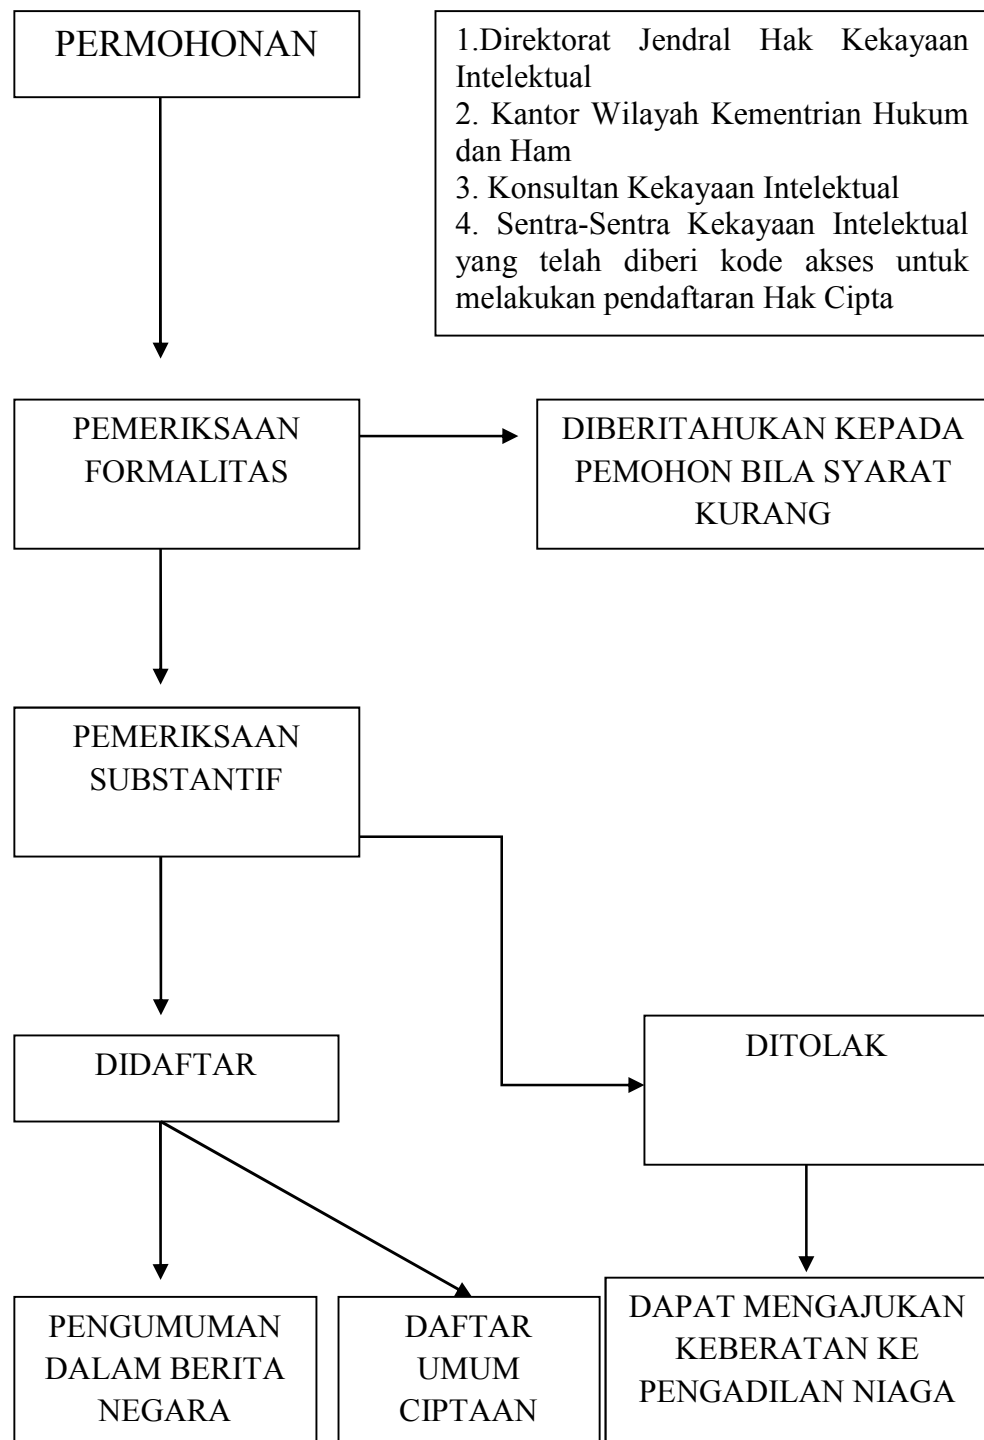 PERMOHONAN
1.Direktorat Jendral Hak Kekayaan
Intelektual
2. Kantor Wilayah Kementrian Hukum
dan Ham
3. Konsultan Kekayaan Intelektual
4. Sentra-Sentra Kekayaan Intelektual
yang telah diberi kode akses untuk
melakukan pendaftaran Hak Cipta
PEMERIKSAAN
FORMALITAS
DIBERITAHUKAN KEPADA
PEMOHON BILA SYARAT
KURANG
PEMERIKSAAN
SUBSTANTIF
DIDAFTAR
DITOLAK
PENGUMUMAN
DALAM BERITA
NEGARA
DAFTAR
UMUM
CIPTAAN
DAPAT MENGAJUKAN
KEBERATAN KE
PENGADILAN NIAGA